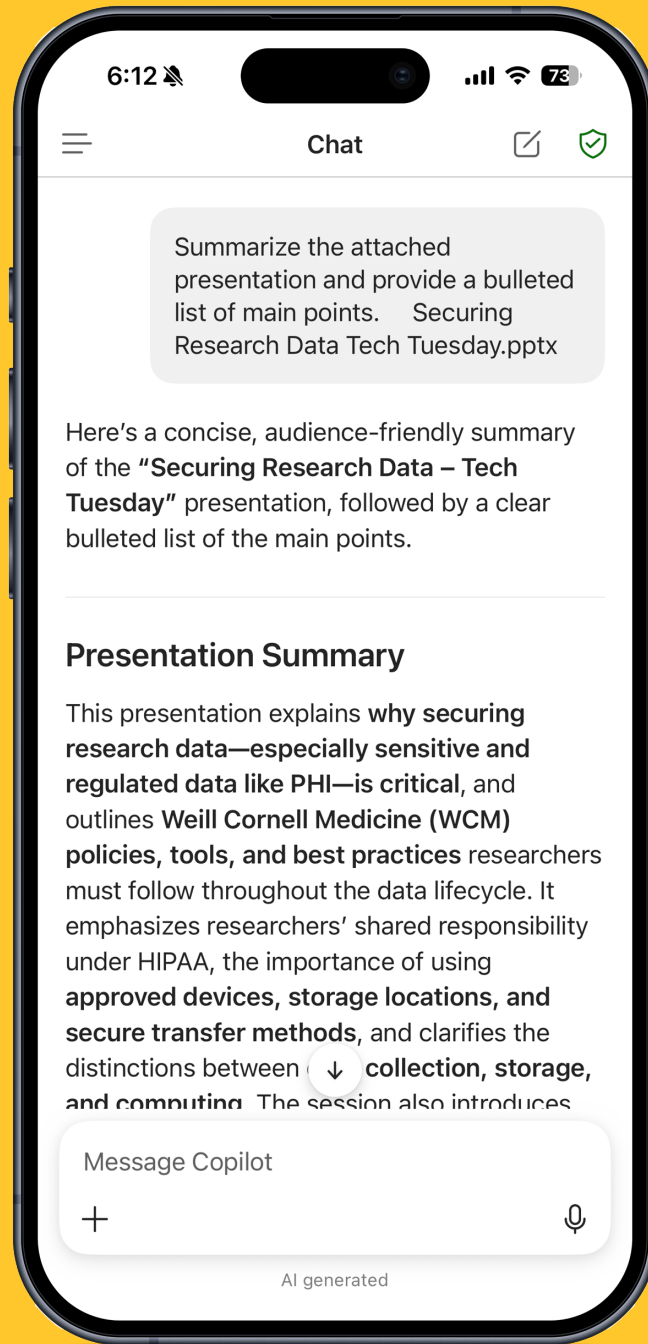 6:12
73
Chat
Summarize the attached
presentation and provide a bulleted
list of main points. Securing
Research Data Tech Tuesday.pptx
Here’s a concise, audience-friendly summary
of the “Securing Research Data – Tech
Tuesday” presentation, followed by a clear
bulleted list of the main points.
Presentation Summary
This presentation explains why securing
research data—especially sensitive and
regulated data like PHI—is critical, and
outlines Weill Cornell Medicine (WCM)
policies, tools, and best practices researchers
must follow throughout the data lifecycle. It
emphasizes researchers’ shared responsibility
under HIPAA, the importance of using
approved devices, storage locations, and
secure transfer methods, and clarifies the
distinctions between collection, storage,
and computing. The session also introduces
Message Copilot
AI generated